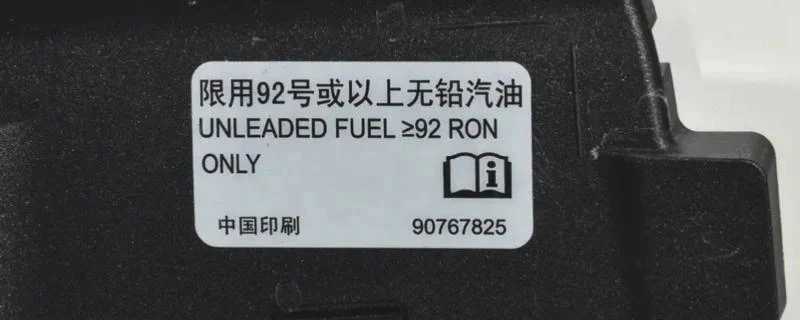 限用92号或以上无铅汽油
UNLEADED FUEL ≥92 RON
ONLY
中国印刷 90767825